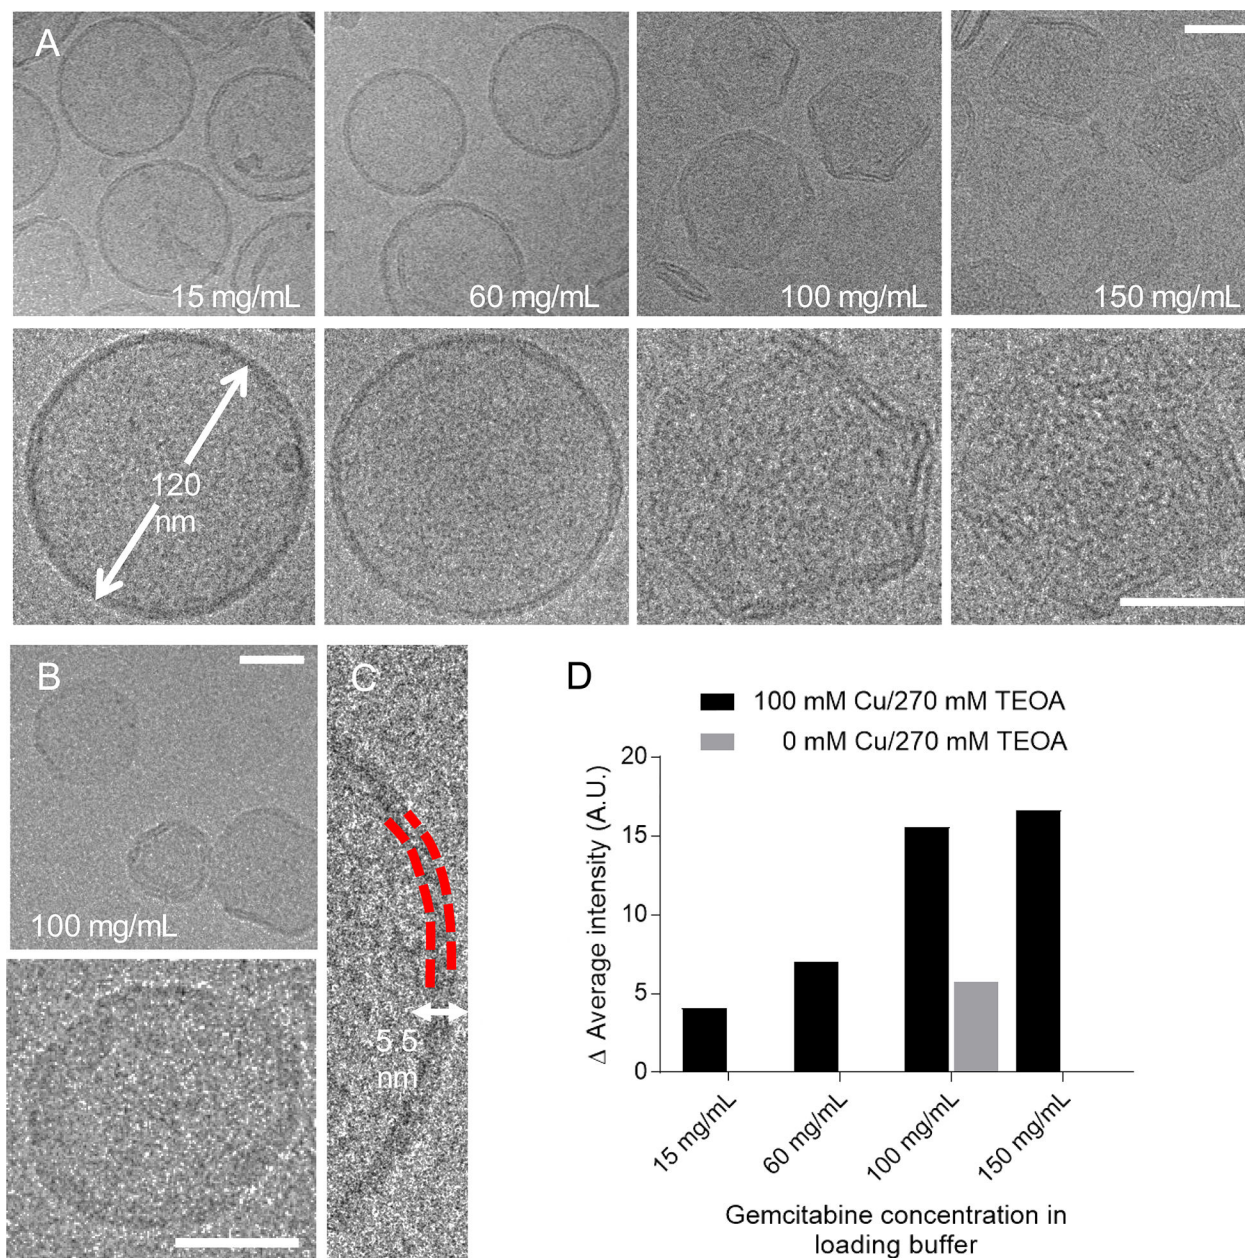 A
15 mg/mL
60 mg/mL
100 mg/mL
150 mg/mL
120
nm
B
100 mg/mL
C
5.5
nm
D
100 mM Cu/270 mM TEOA
0 mM Cu/270 mM TEOA
Δ Average intensity (A.U.)
20
15
10
5
0
15 mg/mL
60 mg/mL
100 mg/mL
150 mg/mL
Gemcitabine concentration in
loading buffer